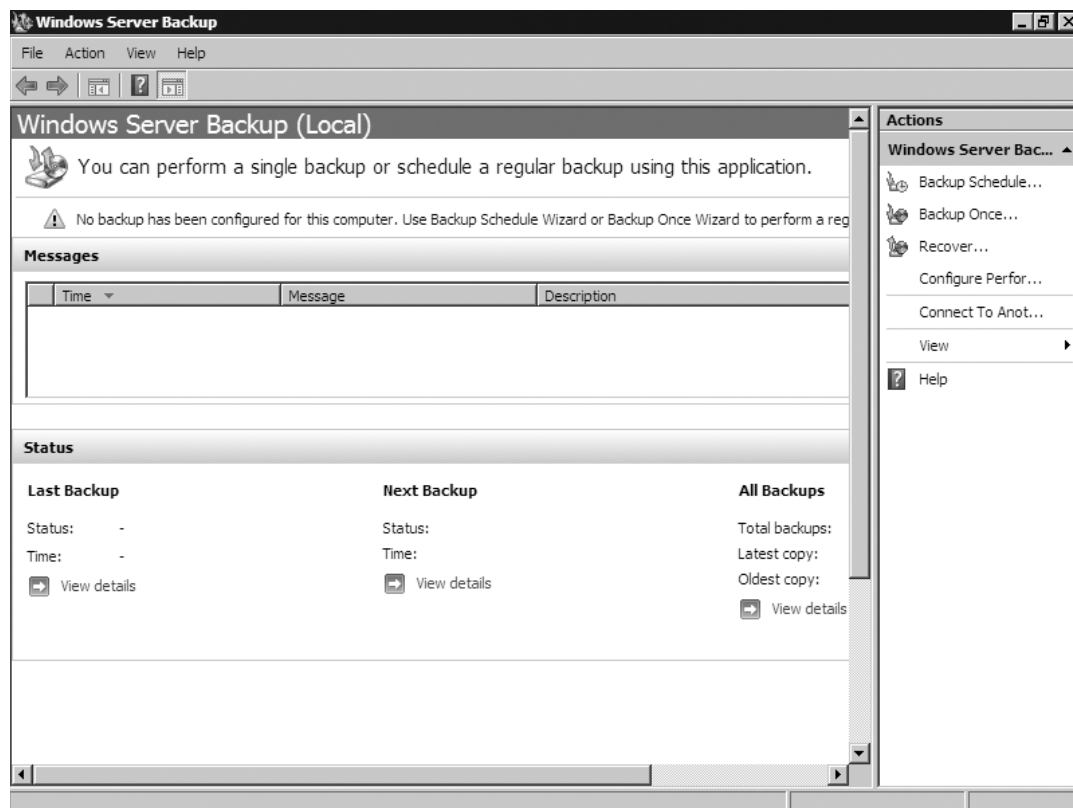 Windows Server Backup
File Action View Help
Windows Server Backup (Local)
You can perform a single backup or schedule a regular backup using this application.
No backup has been configured for this computer. Use Backup Schedule Wizard or Backup Once Wizard to perform a reg
Messages
Time Message Description
Status
Last Backup Next Backup All Backups
Status: - Status: Total backups:
Time: - Time: Latest copy:
Oldest copy:
View details View details
View details
Actions
Windows Server Bac...
Backup Schedule...
Backup Once...
Recover...
Configure Perfor...
Connect To Anot...
View
Help